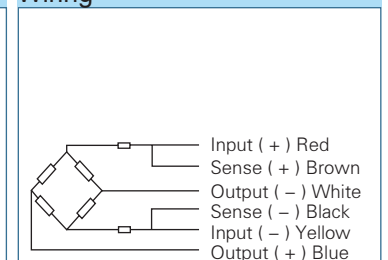 Wiring
Input ( + ) Red
Sense ( + ) Brown
Output ( − ) White
Sense ( − ) Black
Input ( − ) Yellow
Output ( + ) Blue